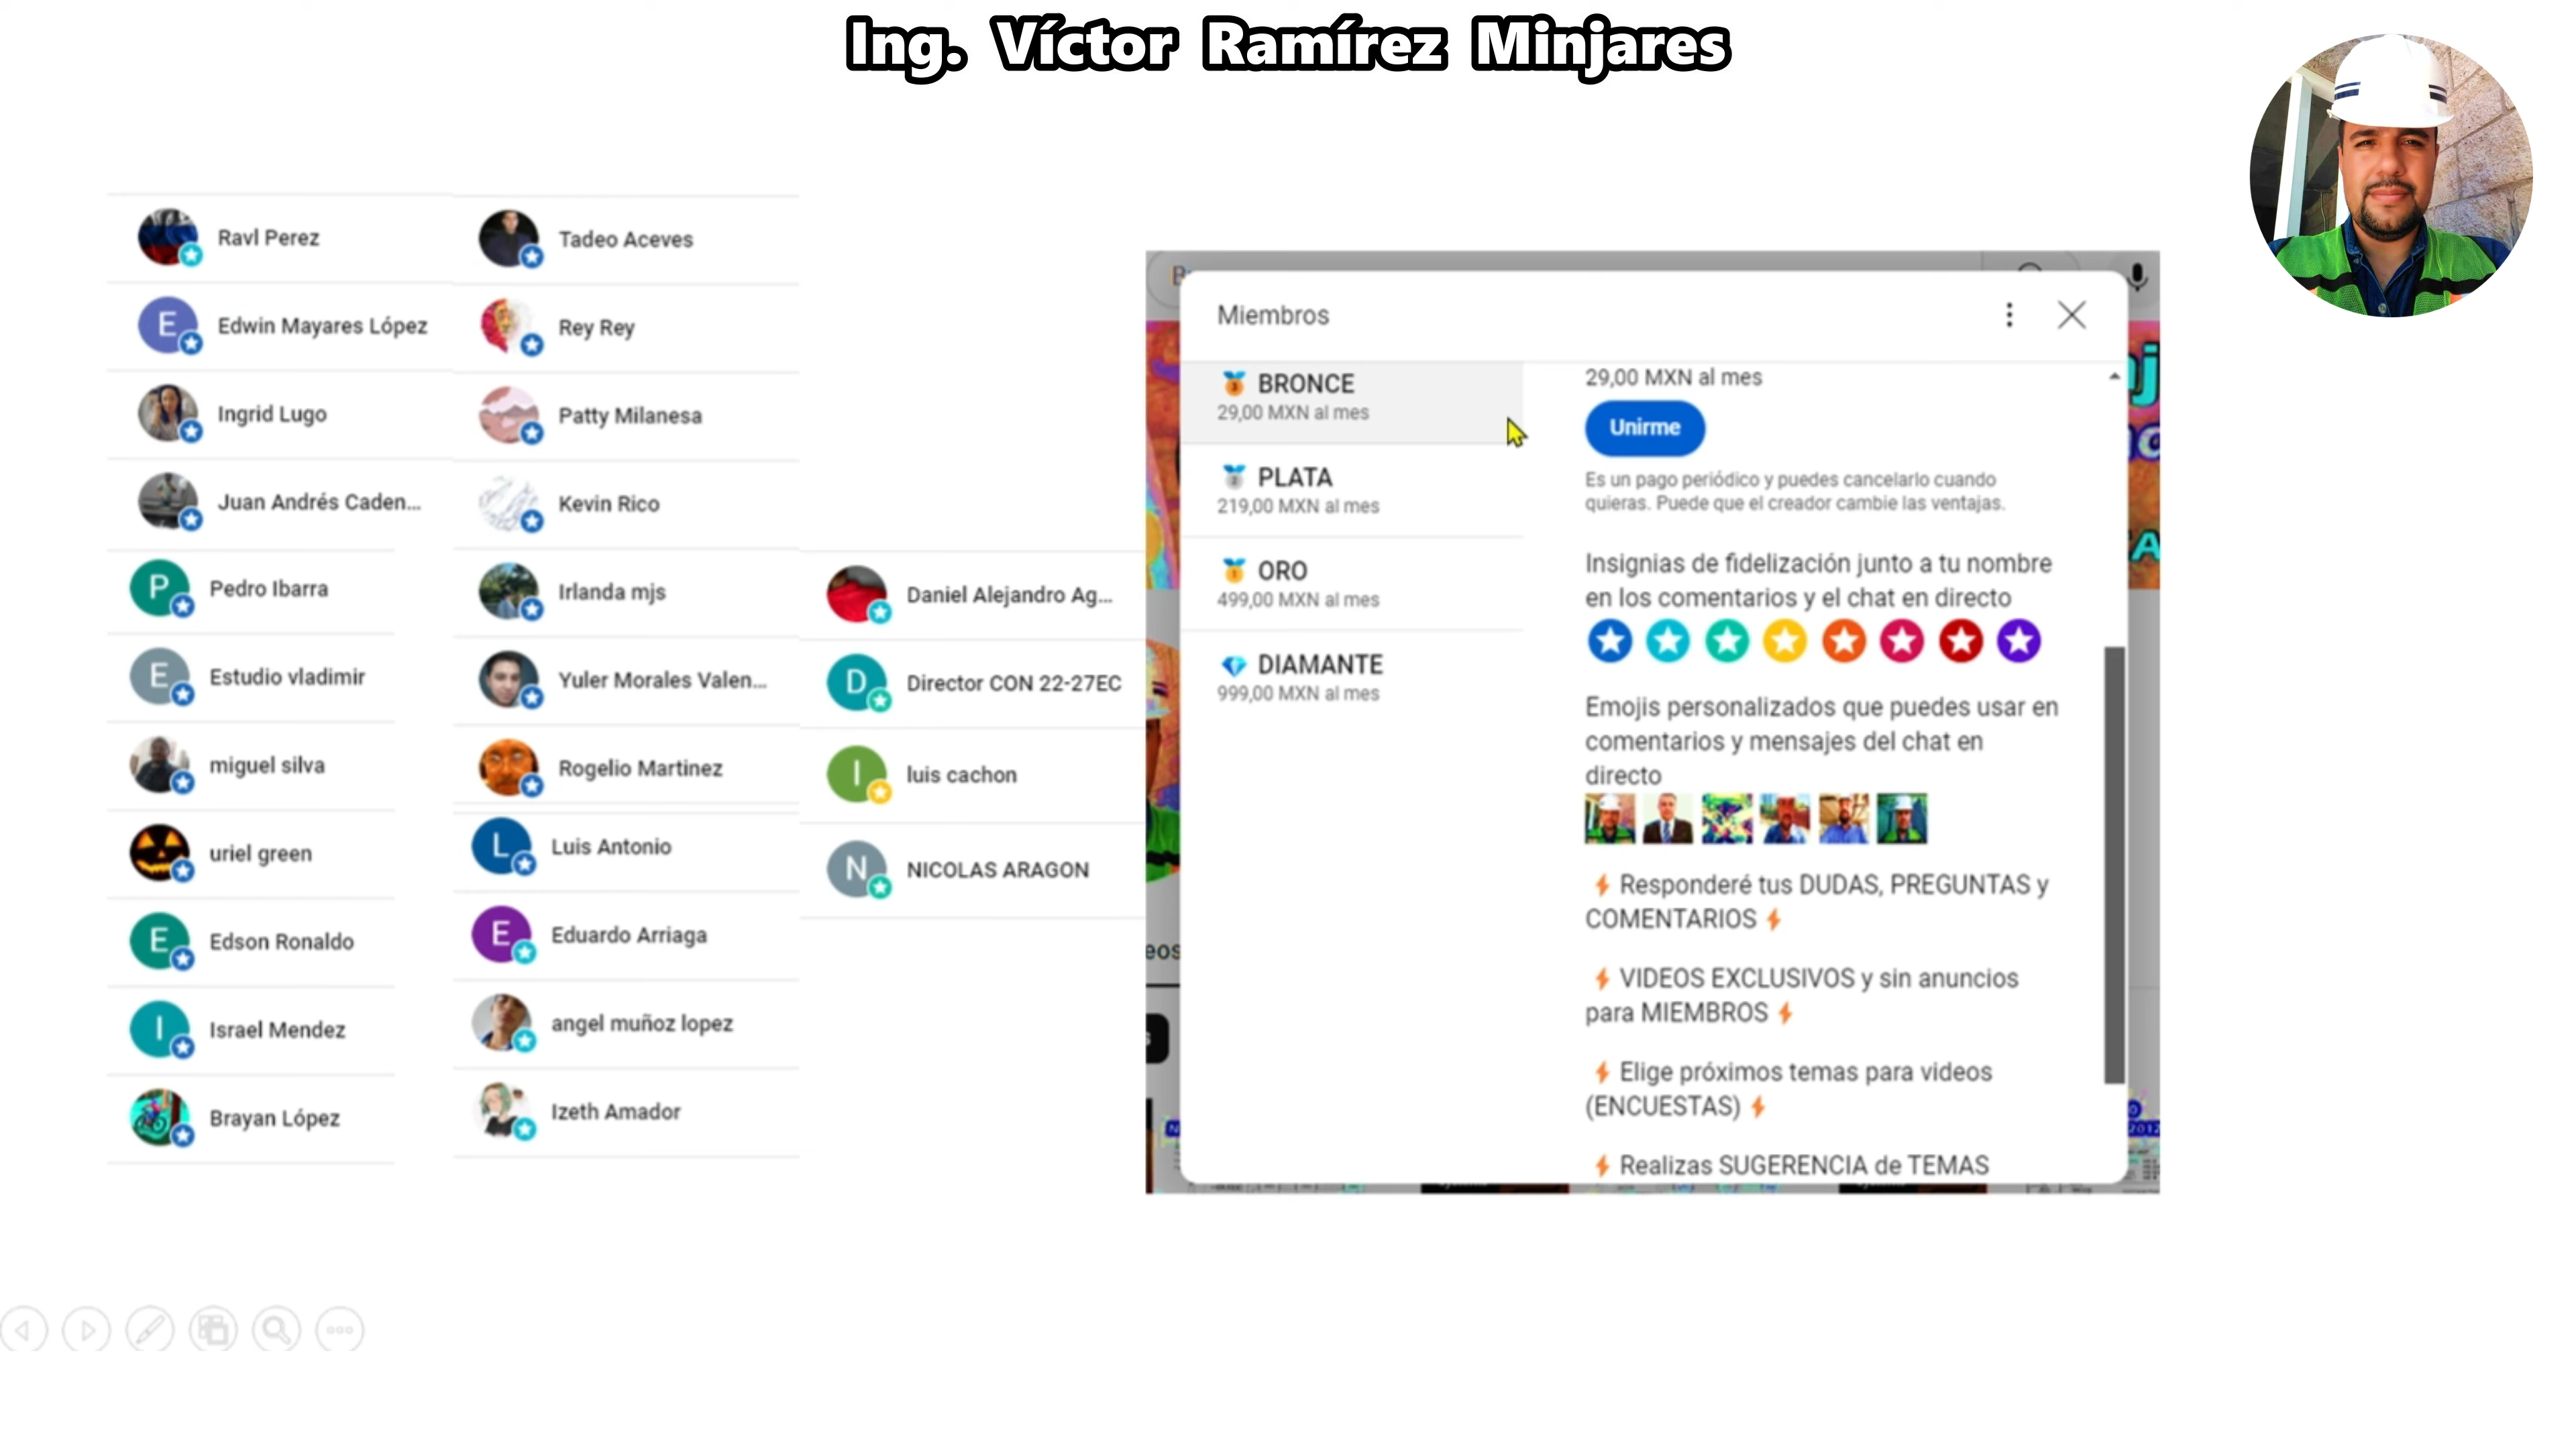 Ing. Víctor Ramírez Minjares
Ravl Perez
Edwin Mayares López
Ingrid Lugo
Juan Andrés Caden...
Pedro Ibarra
Estudio vladimir
miguel silva
uriel green
Edson Ronaldo
Israel Mendez
Brayan López
Tadeo Aceves
Rey Rey
Patty Milanesa
Kevin Rico
Irlanda mjs
Yuler Morales Valen...
Rogelio Martinez
Luis Antonio
Eduardo Arriaga
angel muñoz lopez
Izeth Amador
Daniel Alejandro Ag...
Director CON 22-27EC
luis cachon
NICOLAS ARAGON
Miembros
BRONCE
29,00 MXN al mes
PLATA
219,00 MXN al mes
ORO
499,00 MXN al mes
DIAMANTE
999,00 MXN al mes
29,00 MXN al mes
Unirme
Es un pago periódico y puedes cancelarlo cuando
quieras. Puede que el creador cambie las ventajas.
Insignias de fidelización junto a tu nombre
en los comentarios y el chat en directo
Emojis personalizados que puedes usar en
comentarios y mensajes del chat en
directo
Responderé tus DUDAS, PREGUNTAS y
COMENTARIOS
VIDEOS EXCLUSIVOS y sin anuncios
para MIEMBROS
Elige próximos temas para videos
(ENCUESTAS)
Realizas SUGERENCIA de TEMAS